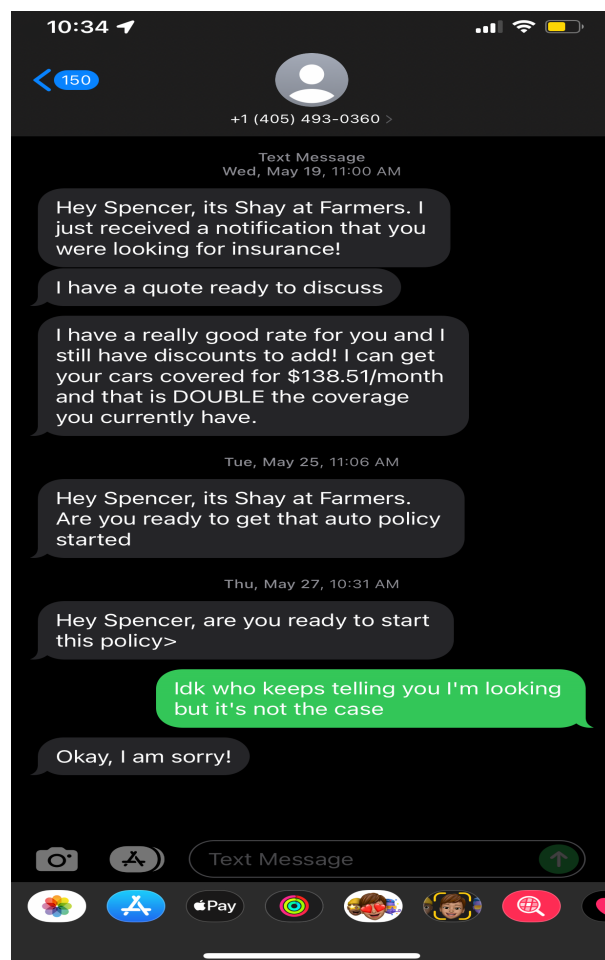 10:34
150
+1 (405) 493-0360 >
Text Message
Wed, May 19, 11:00 AM
Hey Spencer, its Shay at Farmers. I
just received a notification that you
were looking for insurance!
I have a quote ready to discuss
I have a really good rate for you and I
still have discounts to add! I can get
your cars covered for $138.51/month
and that is DOUBLE the coverage
you currently have.
Tue, May 25, 11:06 AM
Hey Spencer, its Shay at Farmers.
Are you ready to get that auto policy
started
Thu, May 27, 10:31 AM
Hey Spencer, are you ready to start
this policy>
Idk who keeps telling you I'm looking
but it's not the case
Okay, I am sorry!
Text Message
Pay